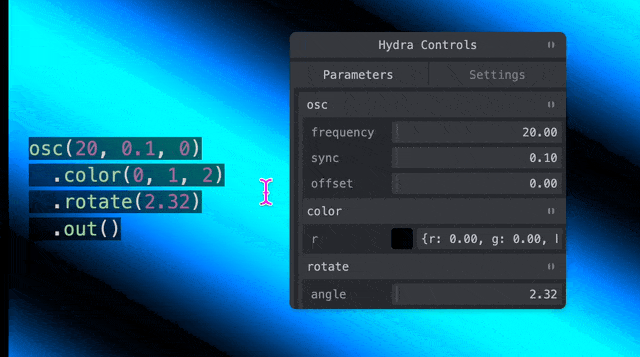 osc(20, 0.1, 0)
.color(0, 1, 2)
.rotate(2.32)
.out()
Hydra Controls
Parameters Settings
osc
frequency 20.00
sync 0.10
offset 0.00
color
r {r: 0.00, g: 0.00,
rotate
angle 2.32